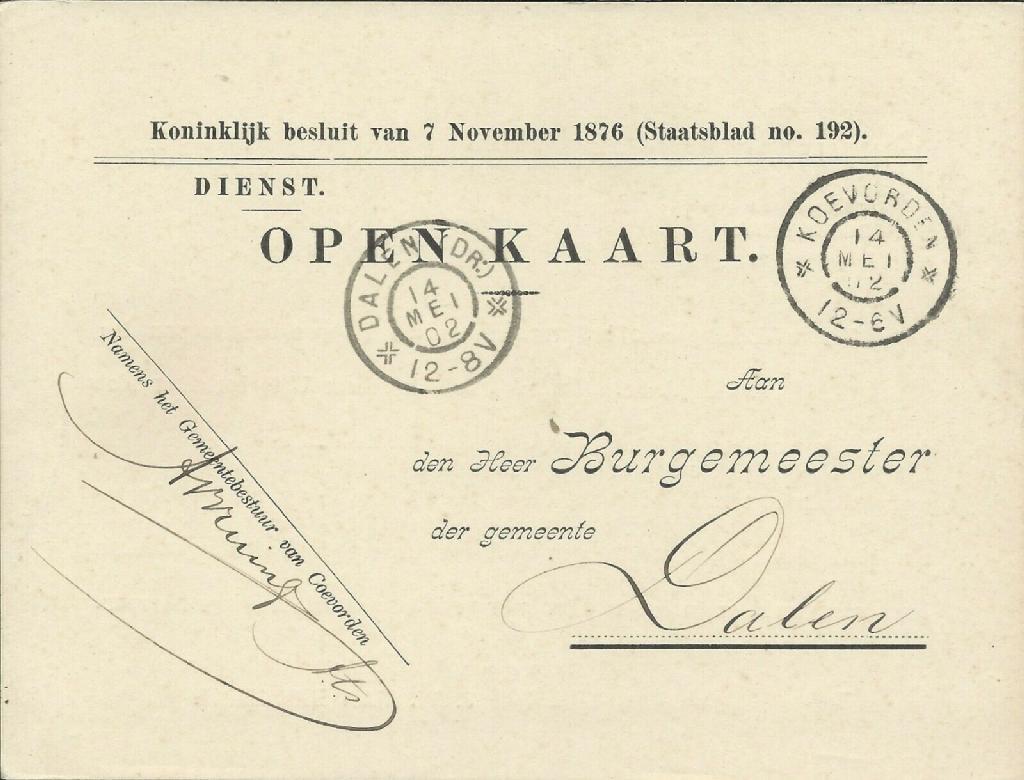 Koninklijk besluit van 7 November 1876 (Staatsblad no. 192).
DIENST.
OPEN KAART.
KOEVORDEN
14
MEI
02
12-6V
DALEN (DR.)
14
MEI
02
12-8V
Namens het Gemeentebestuur van Coevorden
Aan
den Heer Burgemeester
der gemeente
Dalen